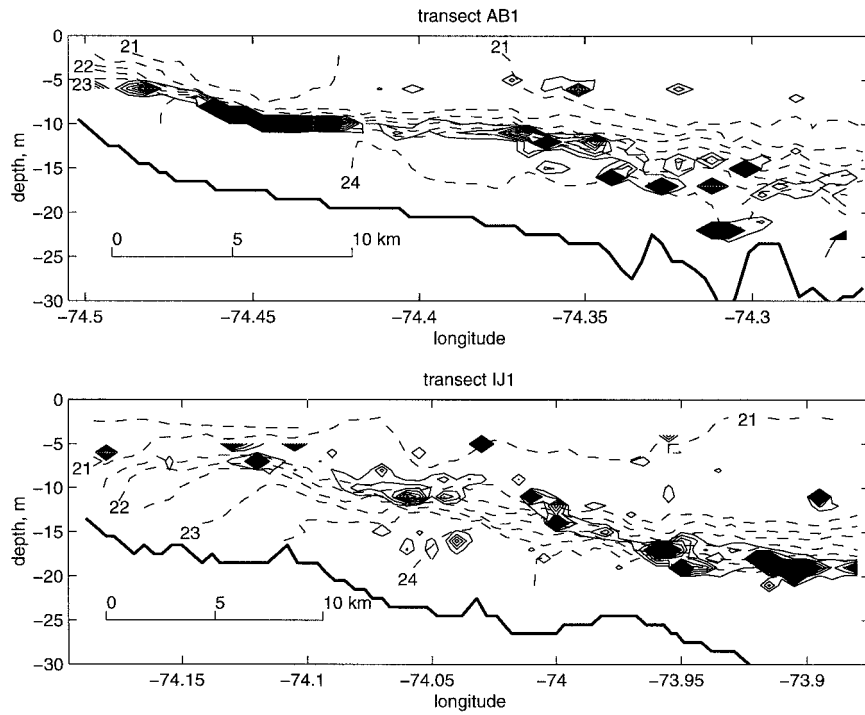 transect AB1
0
−5
−10
−15
−20
−25
−30
depth, m
21
22
23
21
24
0 5 10 km
−74.5 −74.45 −74.4 −74.35 −74.3
longitude
transect IJ1
0
−5
−10
−15
−20
−25
−30
depth, m
21
21
22
23
24
0 5 10 km
−74.15 −74.1 −74.05 −74 −73.95 −73.9
longitude